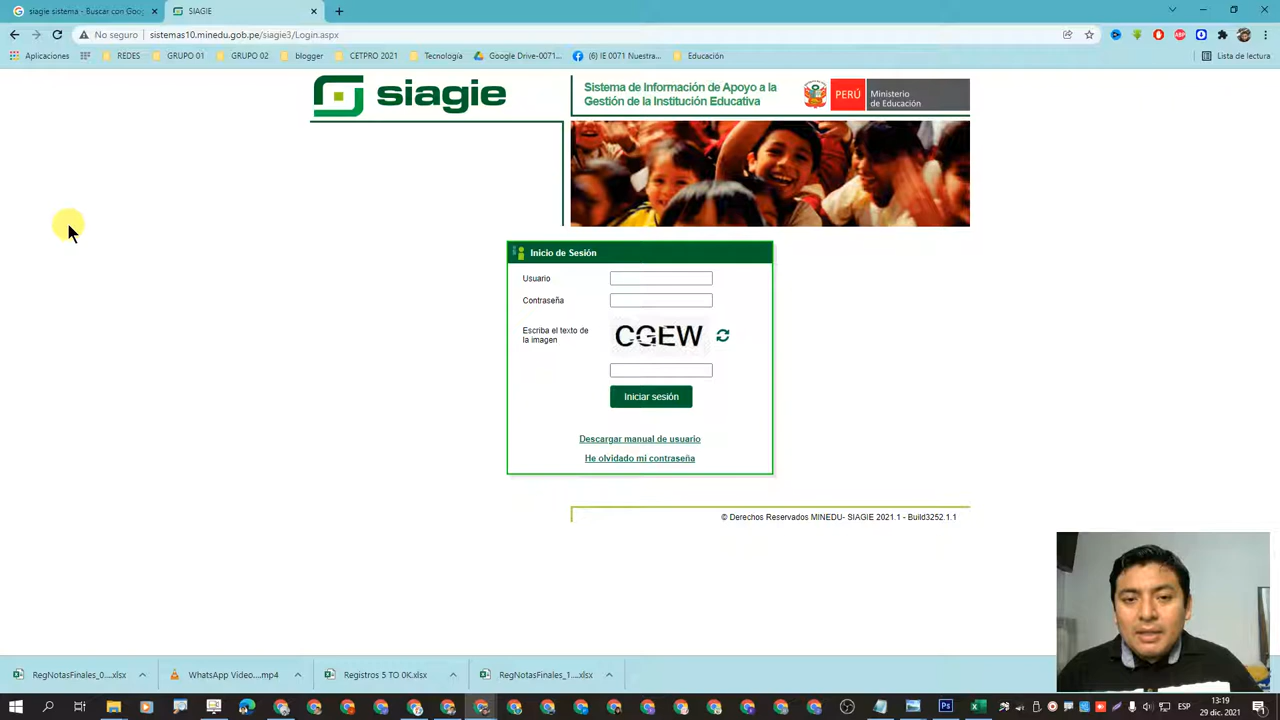 siagie sistema - Buscar con Goog
SIAGIE
No seguro
sistemas10.minedu.gob.pe/siagie3/Login.aspx
Aplicaciones
REDES
GRUPO 01
GRUPO 02
blogger
CETPRO 2021
Tecnología
Google Drive-0071...
(6) IE 0071 Nuestra...
Educación
Lista de lectura
siagie
Sistema de Información de Apoyo a la
Gestión de la Institución Educativa
PERÚ
Ministerio
de Educación
Inicio de Sesión
Usuario
Contraseña
Escriba el texto de
la imagen
Iniciar sesión
Descargar manual de usuario
He olvidado mi contraseña
© Derechos Reservados MINEDU- SIAGIE 2021.1 - Build3252.1.1
RegNotasFinales_0....xlsx
WhatsApp Video....mp4
Registros 5 TO 0K.xlsx
RegNotasFinales_1....xlsx
ESP
13:19
29 dic. 2021